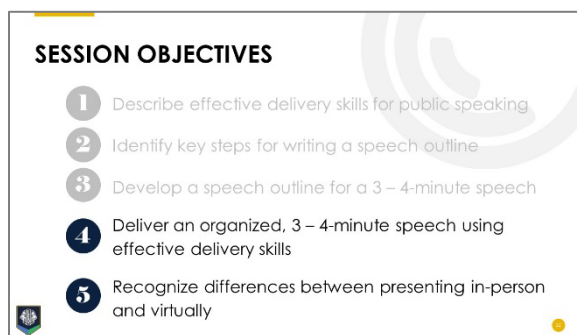 SESSION OBJECTIVES
1 Describe effective delivery skills for public speaking
2 Identify key steps for writing a speech outline
3 Develop a speech outline for a 3 – 4-minute speech
4 Deliver an organized, 3 – 4-minute speech using
effective delivery skills
5 Recognize differences between presenting in-person
and virtually